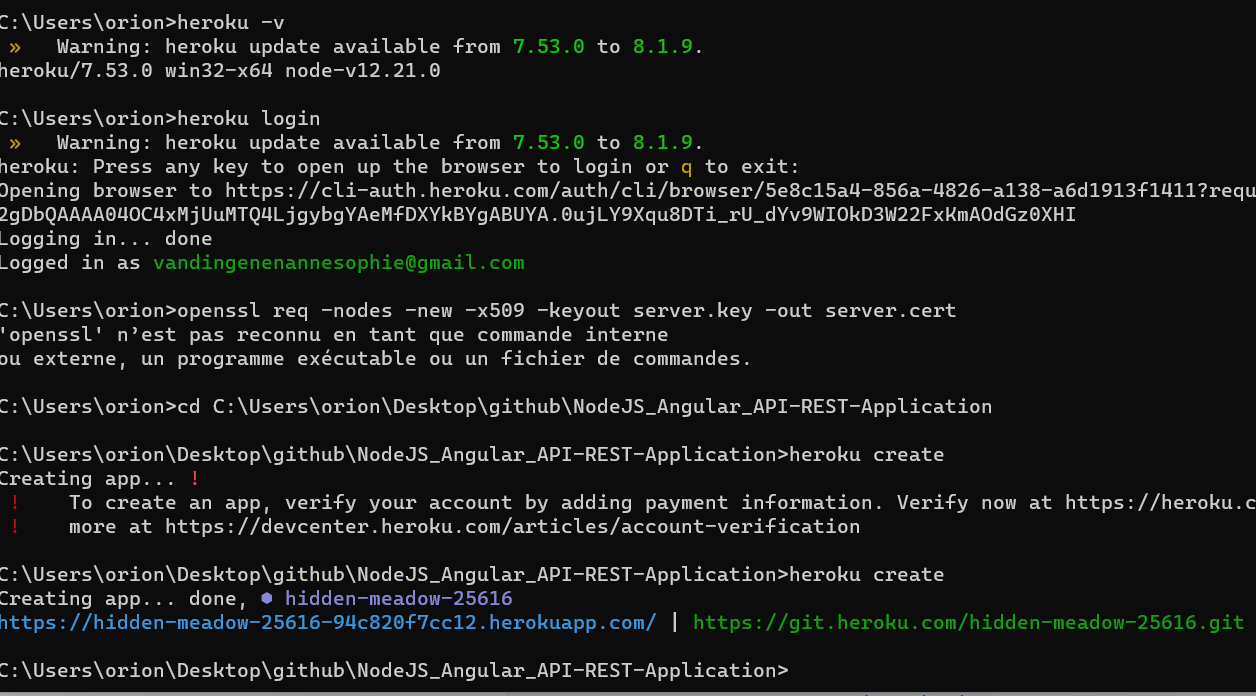 C:\Users\orion>heroku -v
»   Warning: heroku update available from 7.53.0 to 8.1.9.
heroku/7.53.0 win32-x64 node-v12.21.0
C:\Users\orion>heroku login
»   Warning: heroku update available from 7.53.0 to 8.1.9.
heroku: Press any key to open up the browser to login or q to exit:
Opening browser to https://cli-auth.heroku.com/auth/cli/browser/5e8c15a4-856a-4826-a138-a6d1913f1411?requ
2gDbQAAAA04OC4xMjUuMTQ4LjgybgYAeMfDXYkBYgABUYA.0ujLY9Xqu8DTi_rU_dYv9WIOkD3W22FxKmAOdGz0XHI
Logging in... done
Logged in as vandingenenannesophie@gmail.com
C:\Users\orion>openssl req -nodes -new -x509 -keyout server.key -out server.cert
'openssl' n’est pas reconnu en tant que commande interne
ou externe, un programme exécutable ou un fichier de commandes.
C:\Users\orion>cd C:\Users\orion\Desktop\github\NodeJS_Angular_API-REST-Application
C:\Users\orion\Desktop\github\NodeJS_Angular_API-REST-Application>heroku create
Creating app... !
!    To create an app, verify your account by adding payment information. Verify now at https://heroku.c
!    more at https://devcenter.heroku.com/articles/account-verification
C:\Users\orion\Desktop\github\NodeJS_Angular_API-REST-Application>heroku create
Creating app... done, ⬢ hidden-meadow-25616
https://hidden-meadow-25616-94c820f7cc12.herokuapp.com/ | https://git.heroku.com/hidden-meadow-25616.git
C:\Users\orion\Desktop\github\NodeJS_Angular_API-REST-Application>